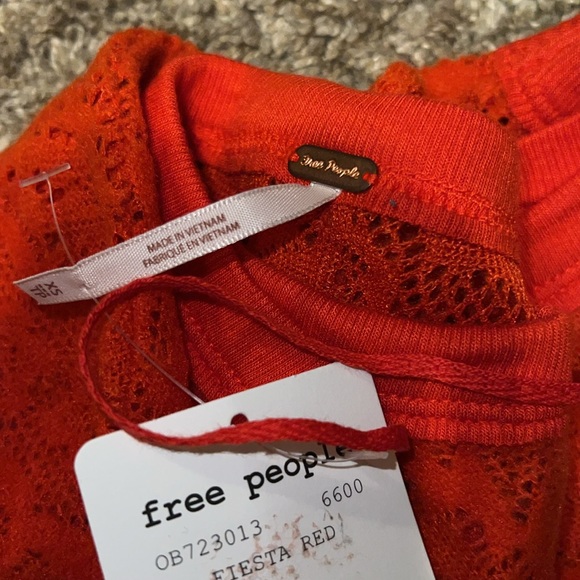 Free People
MADE IN VIETNAM
FABRIQUÉ EN VIETNAM
XS
TP
free people
OB723013 6600
FIESTA RED